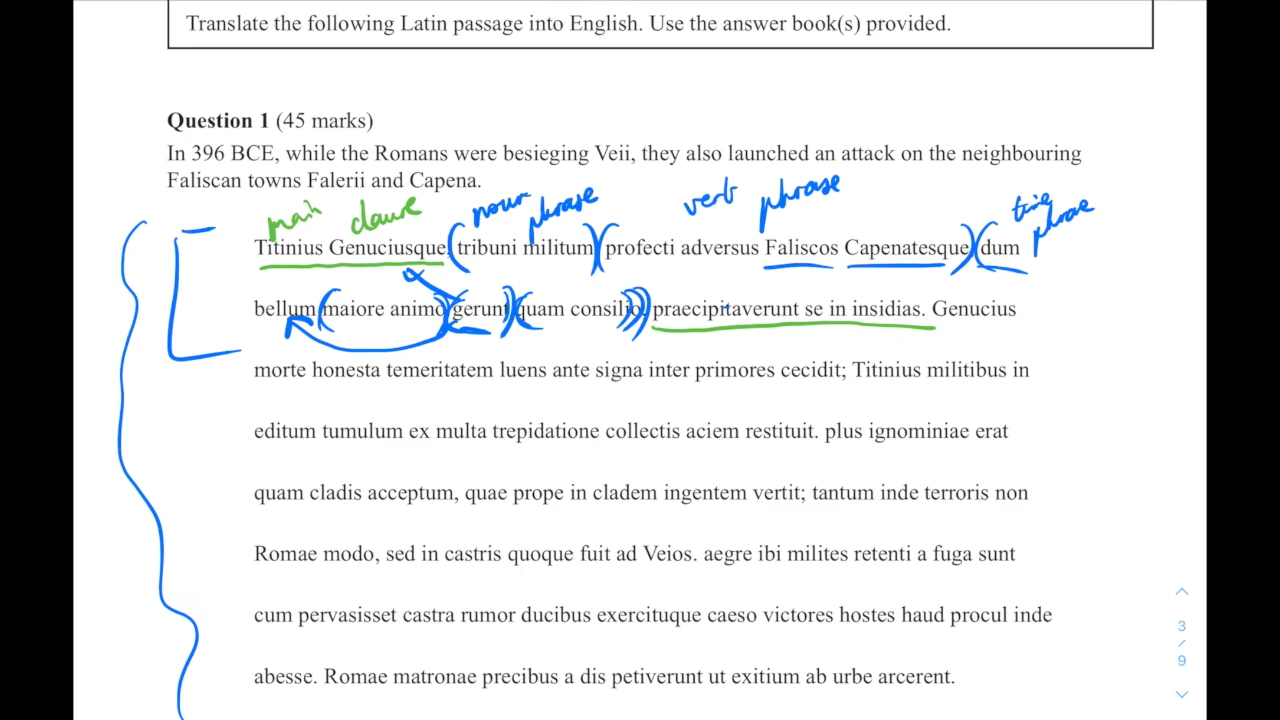 Translate the following Latin passage into English. Use the answer book(s) provided.
Question 1 (45 marks)
In 396 BCE, while the Romans were besieging Veii, they also launched an attack on the neighbouring
Faliscan towns Falerii and Capena.
main clause noun phrase verb phrase time phrase
Titinius Genuciusque, tribuni militum, profecti adversus Faliscos Capenatesque, dum
bellum maiore animo gerunt quam consilio, praecipitaverunt se in insidias. Genucius
morte honesta temeritatem luens ante signa inter primores cecidit; Titinius militibus in
editum tumulum ex multa trepidatione collectis aciem restituit. plus ignominiae erat
quam cladis acceptum, quae prope in cladem ingentem vertit; tantum inde terroris non
Romae modo, sed in castris quoque fuit ad Veios. aegre ibi milites retenti a fuga sunt
cum pervasisset castra rumor ducibus exercituque caeso victores hostes haud procul inde
abesse. Romae matronae precibus a dis petiverunt ut exitium ab urbe arcerent.
3
/
9